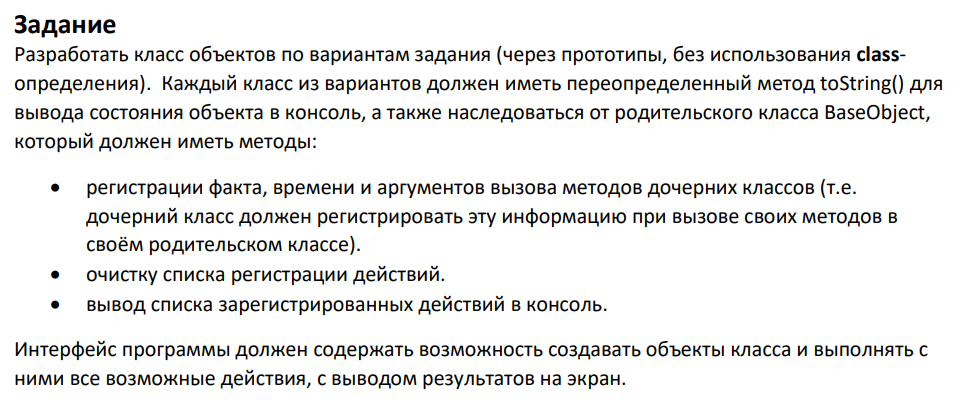 Задание
Разработать класс объектов по вариантам задания (через прототипы, без использования class-
определения).  Каждый класс из вариантов должен иметь переопределенный метод toString() для
вывода состояния объекта в консоль, а также наследоваться от родительского класса BaseObject,
который должен иметь методы:
• регистрации факта, времени и аргументов вызова методов дочерних классов (т.е.
дочерний класс должен регистрировать эту информацию при вызове своих методов в
своём родительском классе).
• очистку списка регистрации действий.
• вывод списка зарегистрированных действий в консоль.
Интерфейс программы должен содержать возможность создавать объекты класса и выполнять с
ними все возможные действия, с выводом результатов на экран.